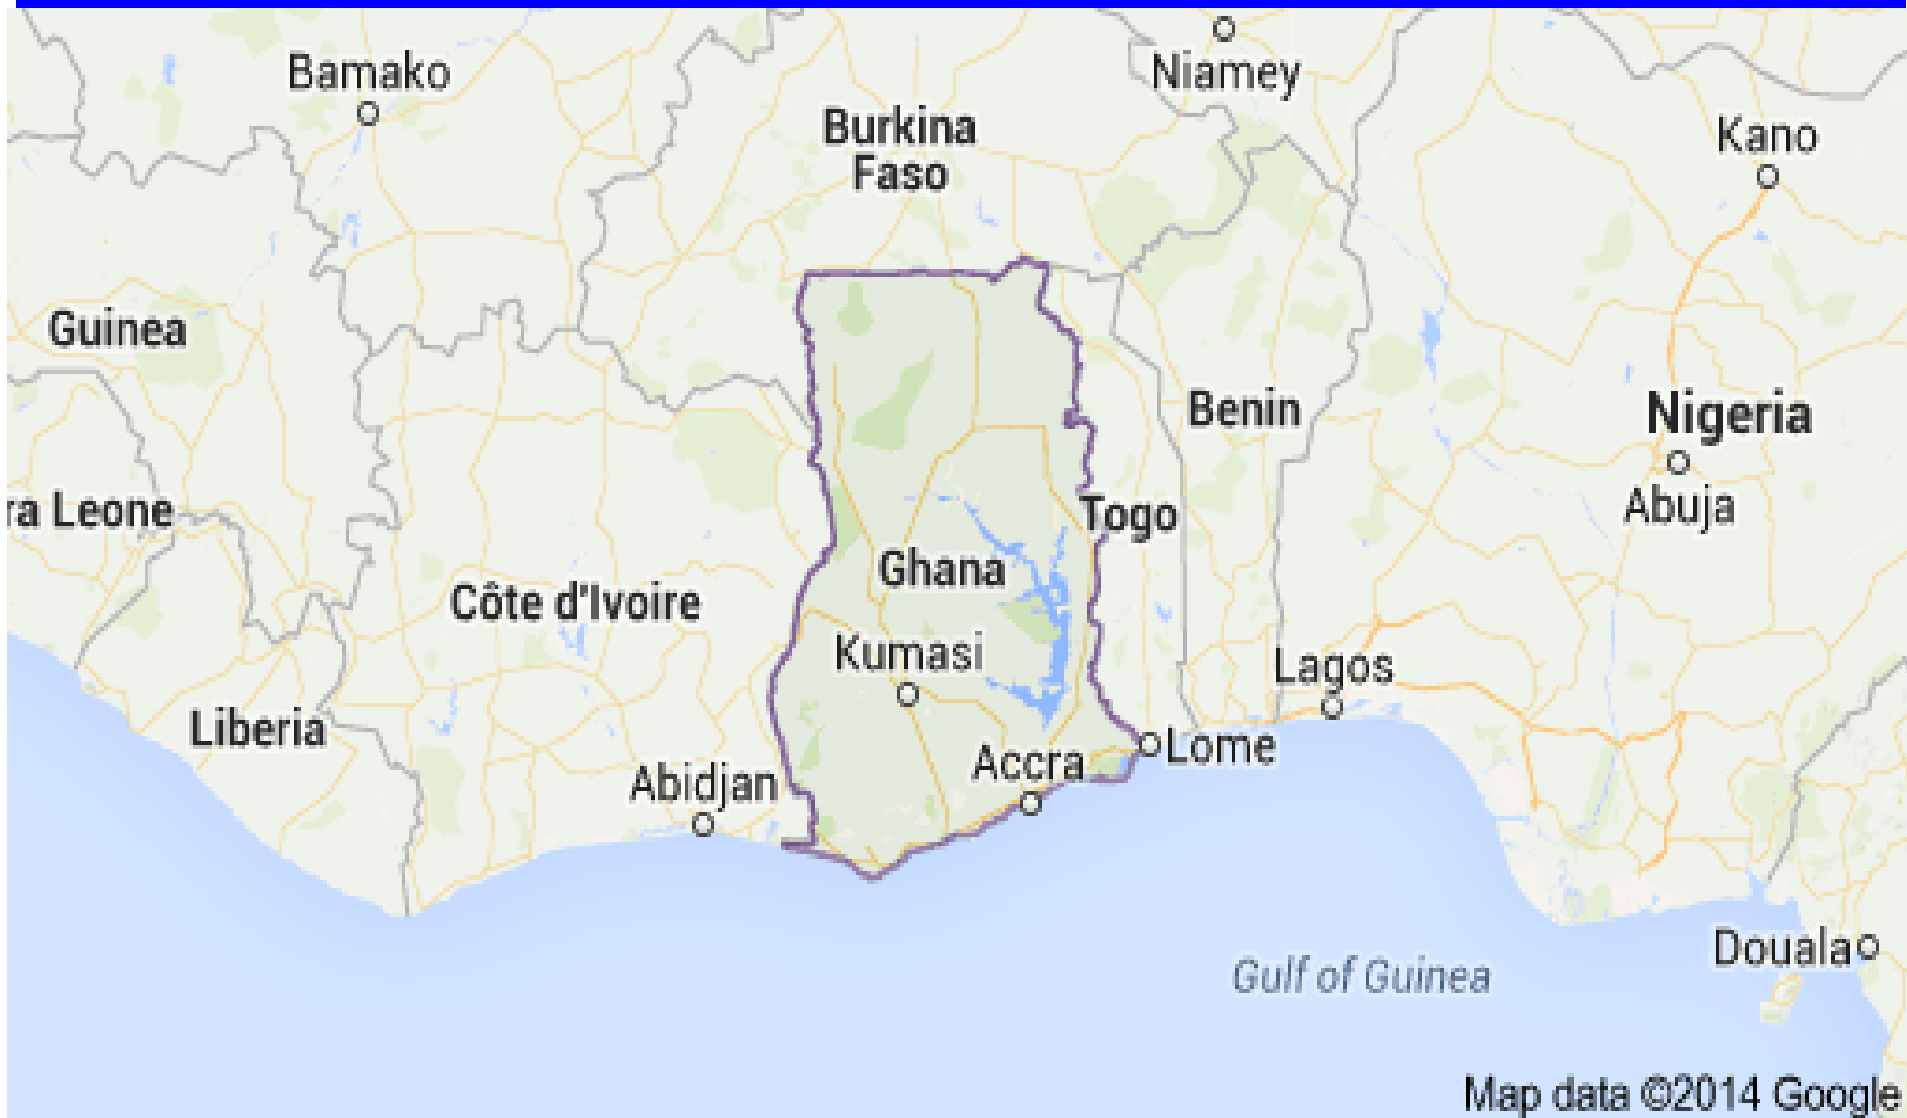 Niamey
Bamako
Burkina
Faso
Kano
Guinea
Benin
Nigeria
Abuja
ra Leone
Togo
Ghana
Côte d'Ivoire
Kumasi
Lagos
Liberia
Lome
Accra
Abidjan
Douala
Gulf of Guinea
Map data ©2014 Google